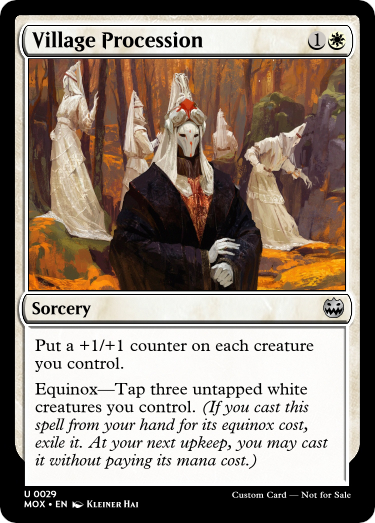 Village Procession 1
Sorcery
Put a +1/+1 counter on each creature
you control.
Equinox—Tap three untapped white
creatures you control. (If you cast this
spell from your hand for its equinox cost,
exile it. At your next upkeep, you may cast
it without paying its mana cost.)
U 0029
MOX • EN Kleiner Hai
Custom Card — Not for Sale